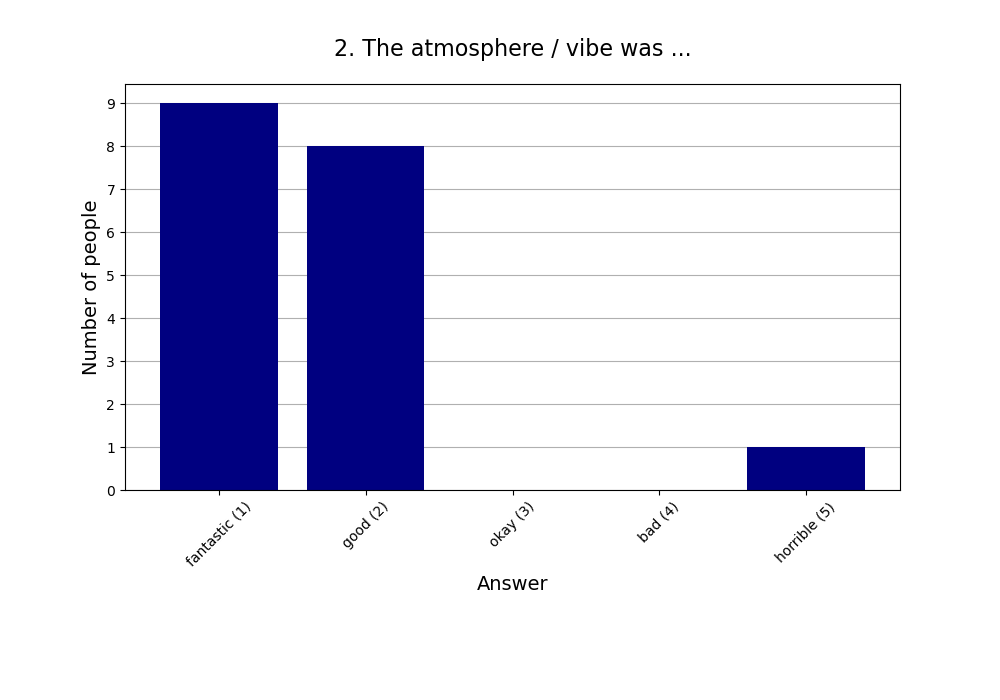 2. The atmosphere / vibe was ...
Number of people
9
8
7
6
5
4
3
2
1
0
fantastic (1)
good (2)
okay (3)
bad (4)
horrible (5)
Answer